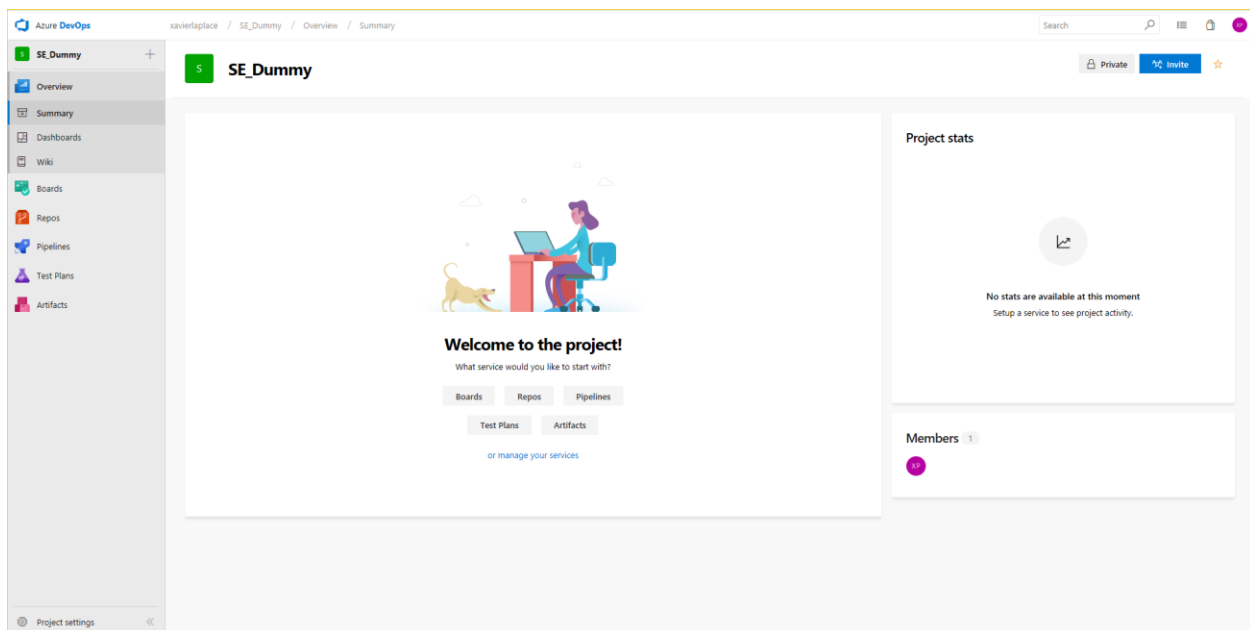 Azure DevOps
xavierlaplace / SE_Dummy / Overview / Summary
Search
XP
S SE_Dummy +
Overview
Summary
Dashboards
Wiki
Boards
Repos
Pipelines
Test Plans
Artifacts
Project settings
S SE_Dummy
Private
Invite
Welcome to the project!
What service would you like to start with?
Boards Repos Pipelines
Test Plans Artifacts
or manage your services
Project stats
No stats are available at this moment
Setup a service to see project activity.
Members 1
XP